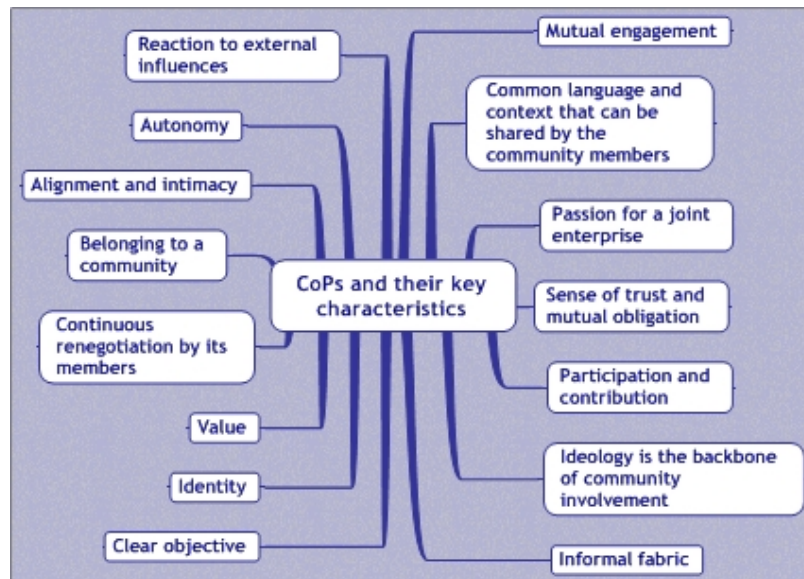 Reaction to external
influences
Autonomy
Alignment and intimacy
Belonging to a
community
Continuous
renegotiation by its
members
Value
Identity
Clear objective
CoPs and their key
characteristics
Mutual engagement
Common language and
context that can be
shared by the
community members
Passion for a joint
enterprise
Sense of trust and
mutual obligation
Participation and
contribution
Ideology is the backbone
of community
involvement
Informal fabric